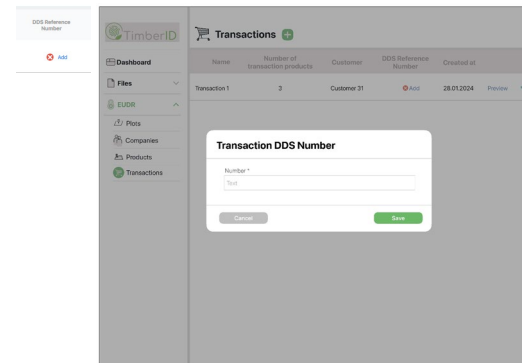 DDS Reference
Number
Add
TimberID
Dashboard
Files
EUDR
Plots
Companies
Products
Transactions
Transactions
Name
Number of
transaction products
Customer
DDS Reference
Number
Created at
Transaction 1
3
Customer 31
Add
28.01.2024
Preview
Transaction DDS Number
Number *
Text
Cancel
Save